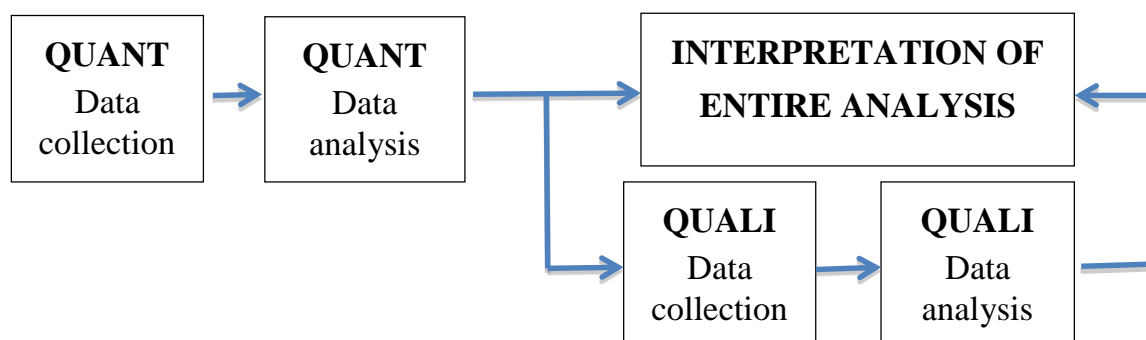 QUANT
Data
collection
QUANT
Data
analysis
INTERPRETATION OF
ENTIRE ANALYSIS
QUALI
Data
collection
QUALI
Data
analysis